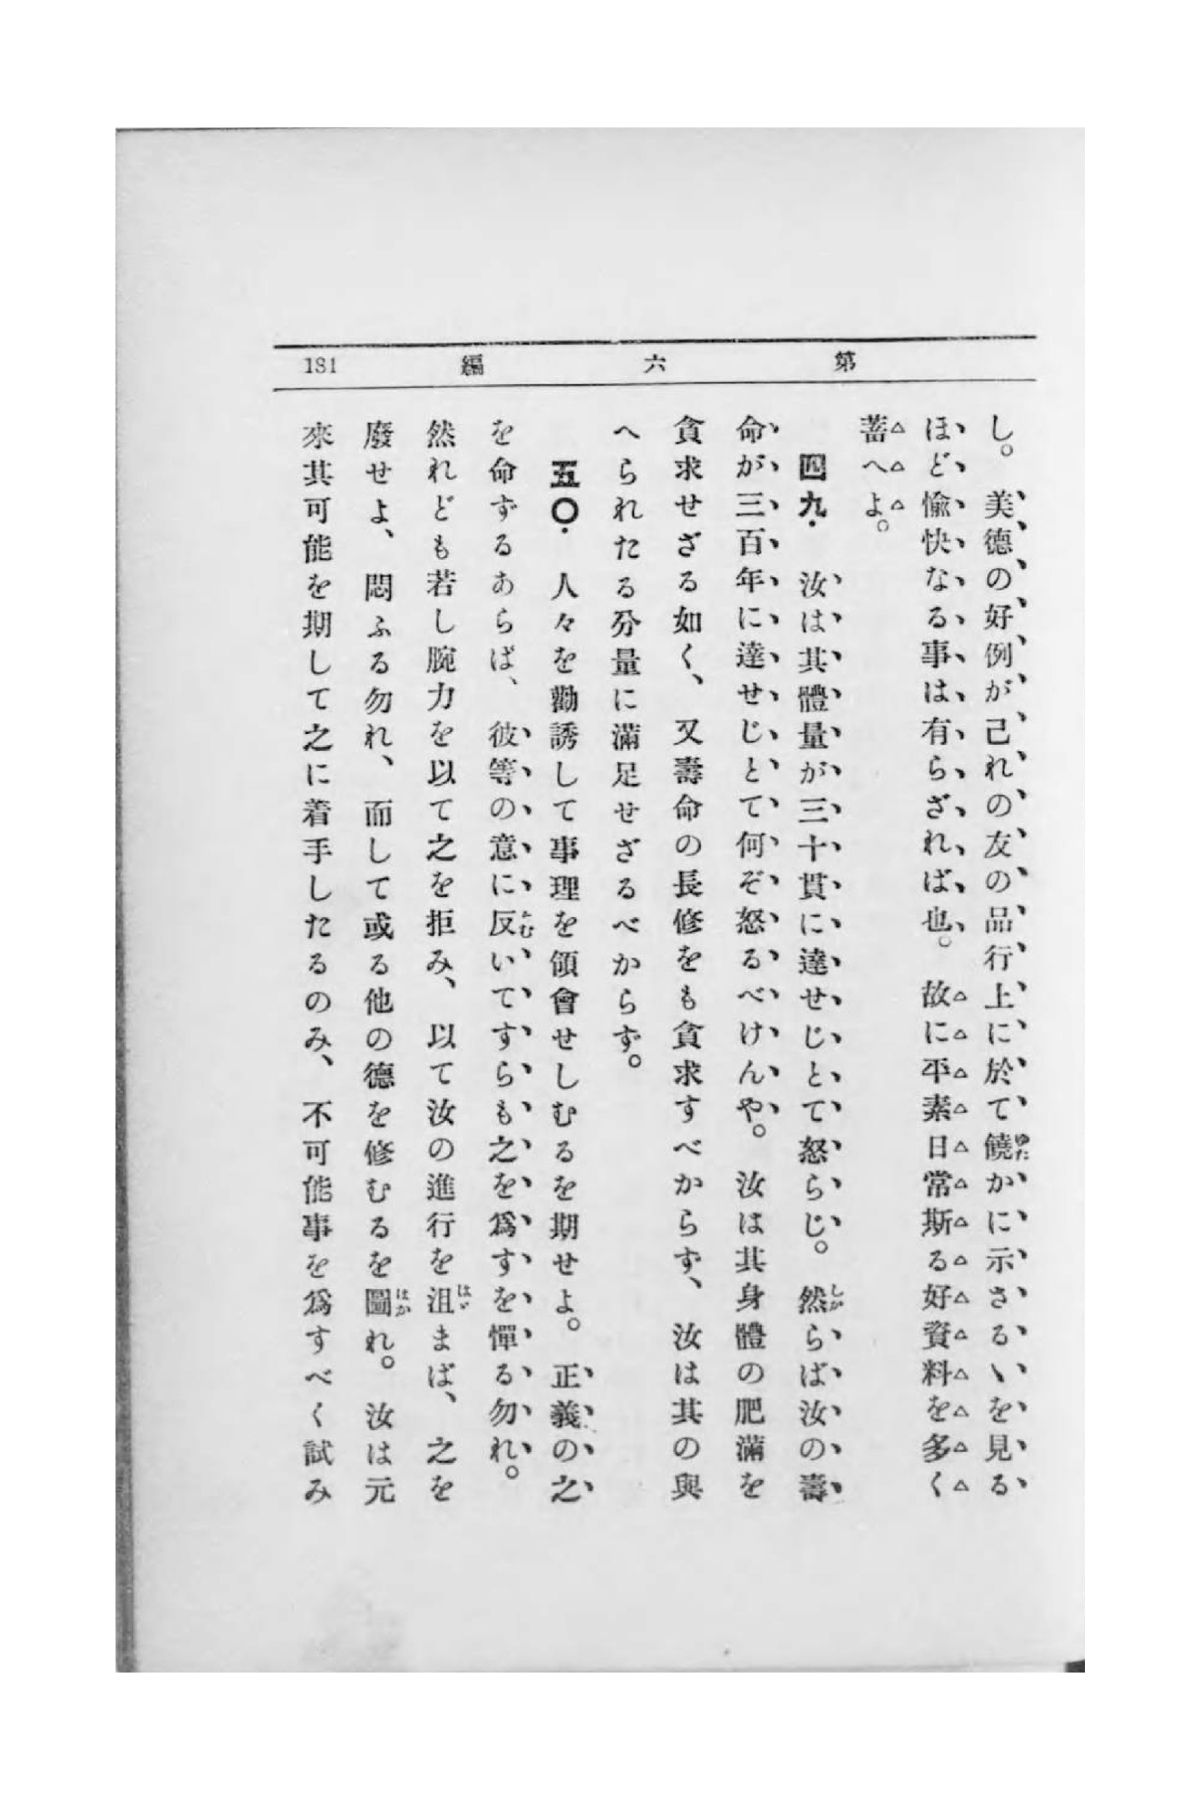 第六編 181
し。美德の好例が己れの友の品行上に於て饒かに示さるゝを見る
ほど愉快なる事は有らざれば也。故に平素日常斯る好資料を多く
蓄へよ。
四九. 汝は其體量が三十貫に達せじとて怒らじ。然らば汝の壽
命が三百年に達せじとて何ぞ怒るべけんや。汝は其身體の肥滿を
貪求せざる如く、又壽命の長修をも貪求すべからず、汝は其の與
へられたる分量に滿足せざるべからず。
五〇. 人々を勸誘して事理を領會せしむるを期せよ。正義の之
を命ずるあらば、彼等の意に反いてすらも之を爲すを憚る勿れ。
然れども若し腕力を以て之を拒み、以て汝の進行を沮まば、之を
廢せよ、悶ふる勿れ、而して或る他の德を修むるを圖れ。汝は元
來其可能を期して之に着手したるのみ、不可能事を爲すべく試み